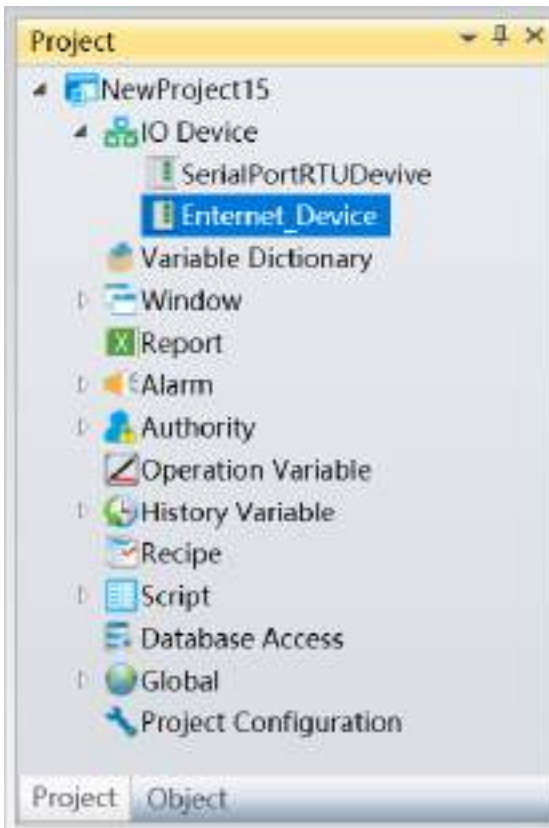 Project
NewProject15
IO Device
SerialPortRTUDevive
Enternet_Device
Variable Dictionary
Window
Report
Alarm
Authority
Operation Variable
History Variable
Recipe
Script
Database Access
Global
Project Configuration
Project Object